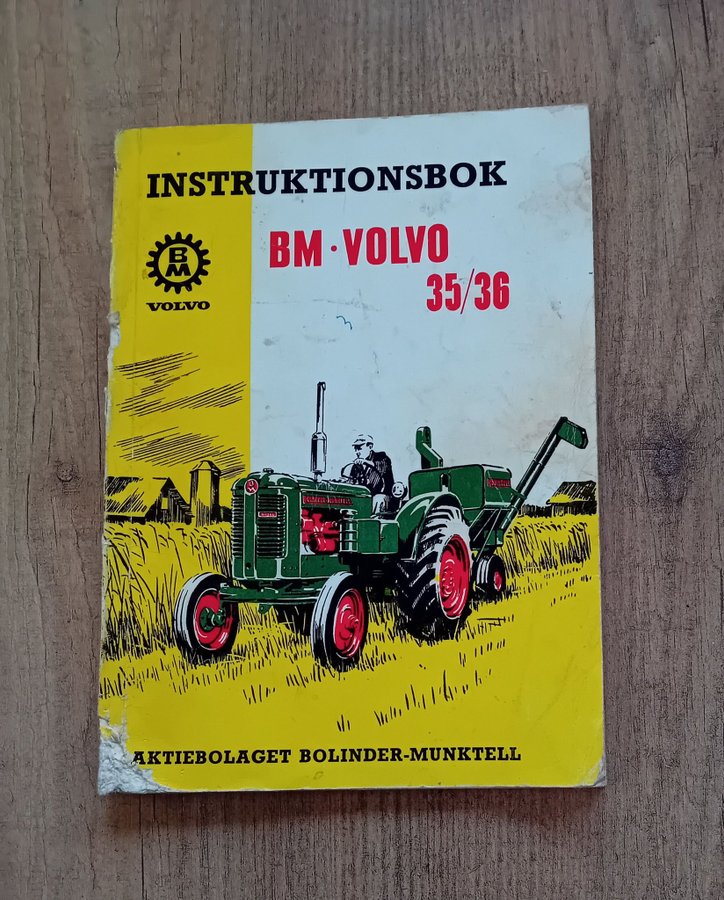 INSTRUKTIONSBOK
BM · VOLVO
35/36
BM
VOLVO
AKTIEBOLAGET BOLINDER-MUNKTELL